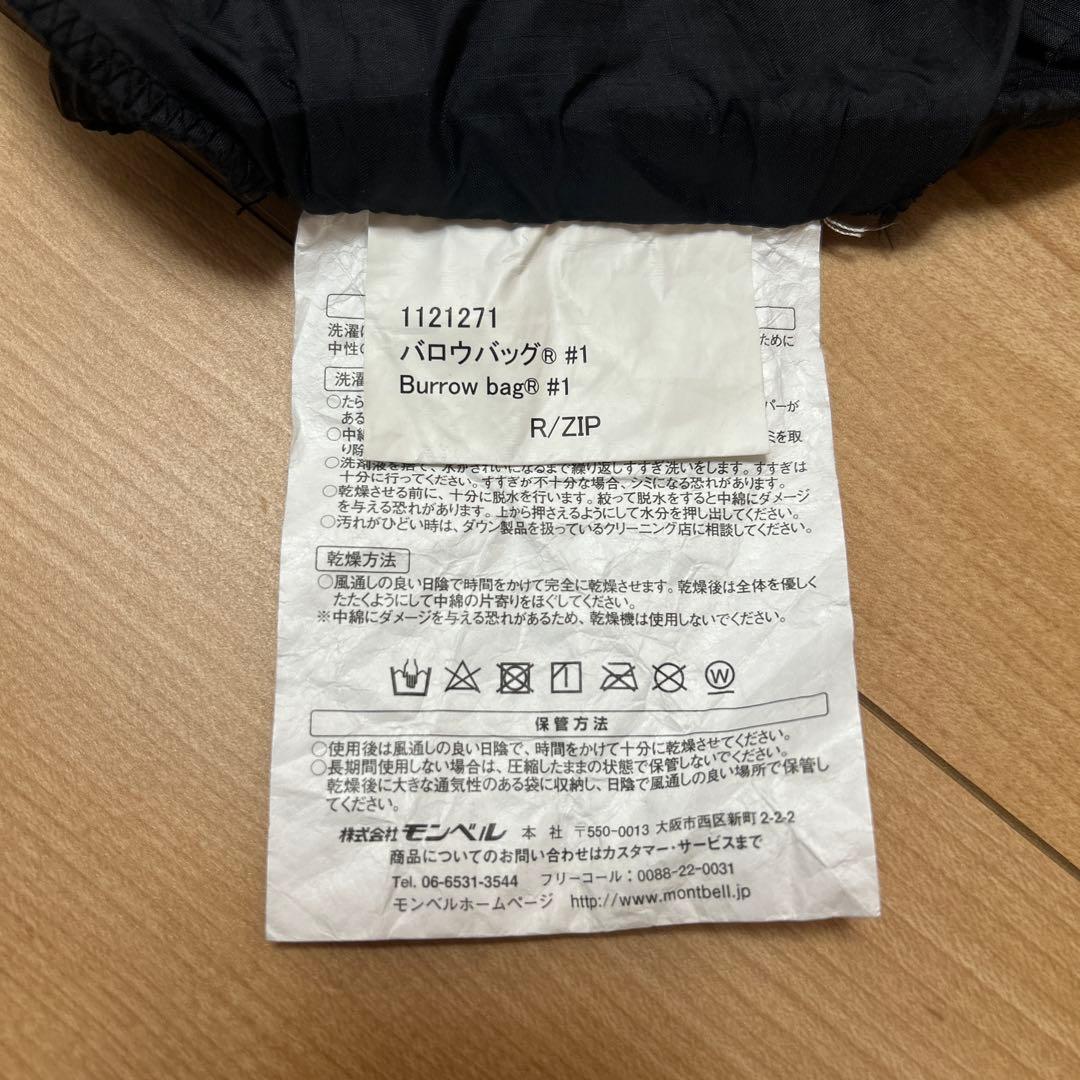 1121271
バロウバッグ® #1
Burrow bag® #1
R/ZIP
洗濯
ために
中性の
洗濯
○たら
パーが
ある
○中綿
シミを取
り除
○洗剤液を捨て、水がきれいになるまで繰り返しすすぎ洗いをします。すすぎは
十分に行ってください。すすぎが不十分な場合、シミになる恐れがあります。
○乾燥させる前に、十分に脱水を行います。絞って脱水をすると中綿にダメージ
を与える恐れがあります。上から押さえるようにして水分を押し出してください。
○汚れがひどい時は、ダウン製品を扱っているクリーニング店に相談してください。
乾燥方法
○風通しの良い日陰で時間をかけて完全に乾燥させます。乾燥後は全体を優しく
たたくようにして中綿の片寄りをほぐしてください。
※中綿にダメージを与える恐れがあるため、乾燥機は使用しないでください。
W
保管方法
○使用後は風通しの良い日陰で、時間をかけて十分に乾燥させてください。
○長期間使用しない場合は、圧縮したままの状態で保管しないでください。
乾燥後に大きな通気性のある袋に収納し、日陰で風通しの良い場所で保管し
てください。
株式会社モンベル 本 社 〒550-0013 大阪市西区新町2-2-2
商品についてのお問い合わせはカスタマー・サービスまで
Tel. 06-6531-3544 フリーコール：0088-22-0031
モンベルホームページ http://www.montbell.jp